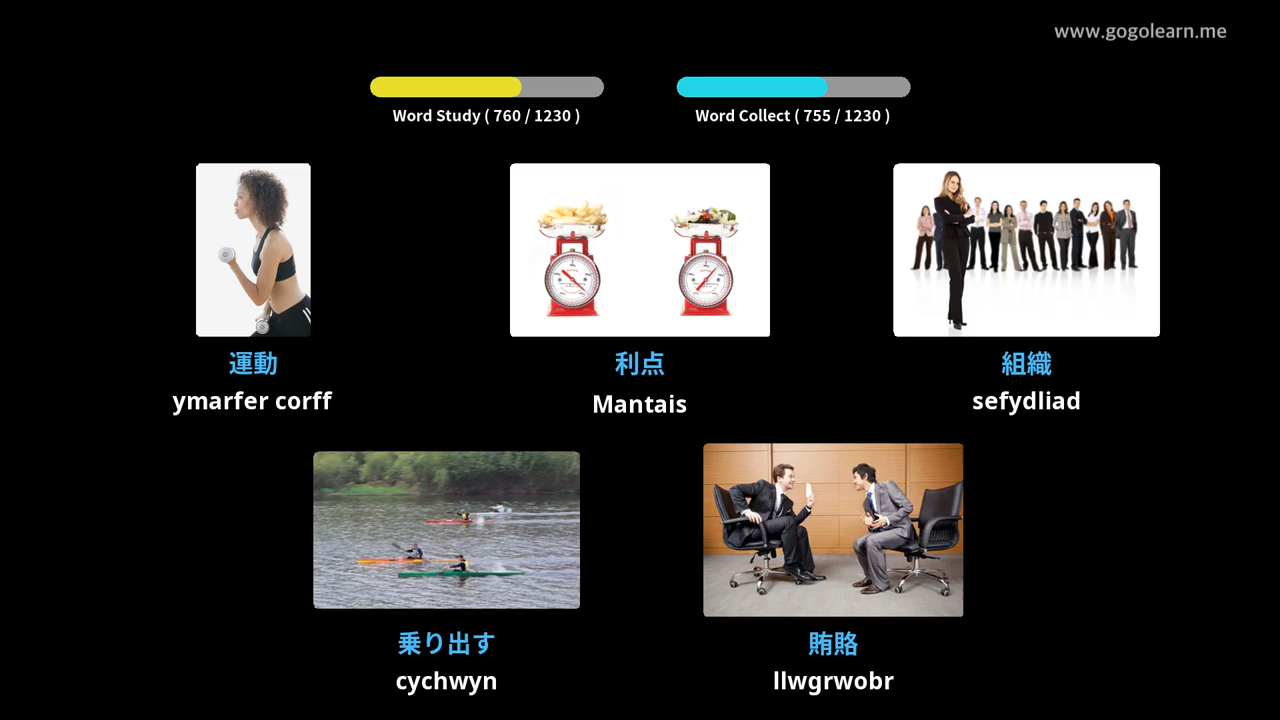 www.gogolearn.me
Word Study ( 760 / 1230 )
Word Collect ( 755 / 1230 )
運動
ymarfer corff
利点
Mantais
組織
sefydliad
乗り出す
cychwyn
賄賂
llwgrwobr